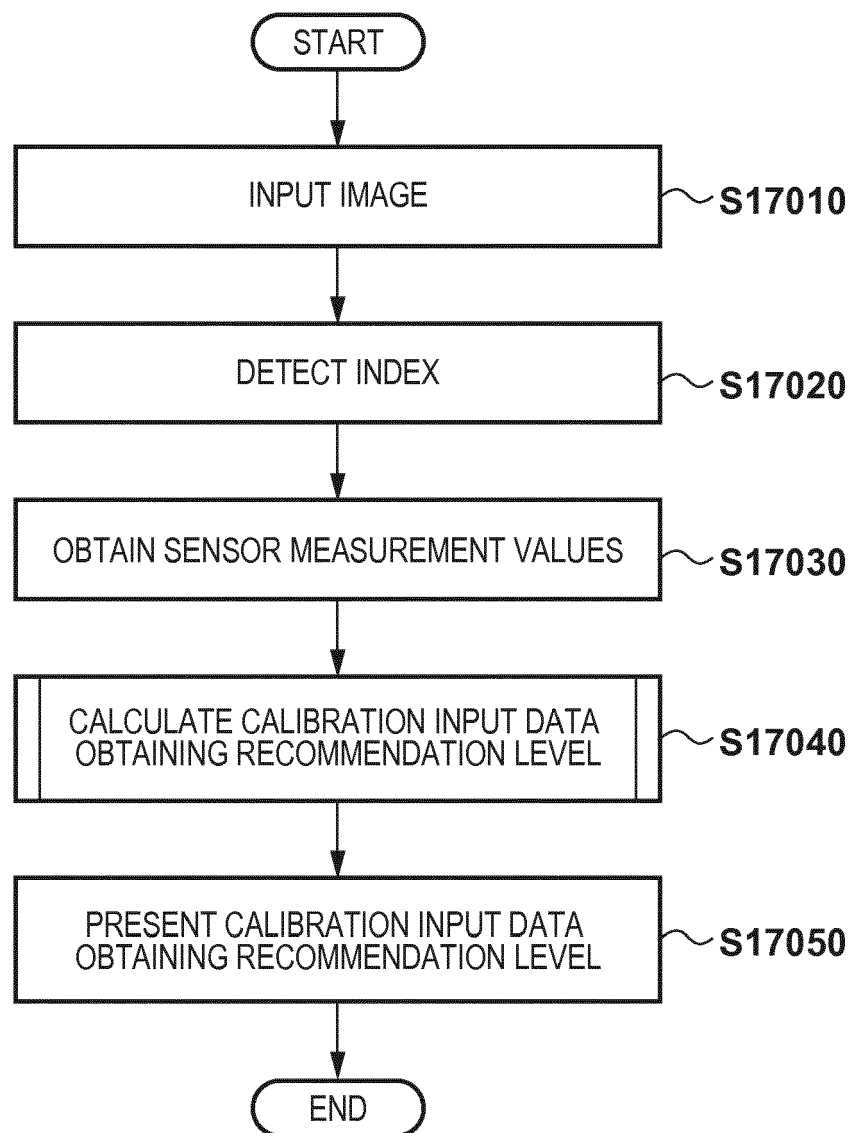 START
INPUT IMAGE
S17010
DETECT INDEX
S17020
OBTAIN SENSOR MEASUREMENT VALUES
S17030
CALCULATE CALIBRATION INPUT DATA
OBTAINING RECOMMENDATION LEVEL
S17040
PRESENT CALIBRATION INPUT DATA
OBTAINING RECOMMENDATION LEVEL
S17050
END